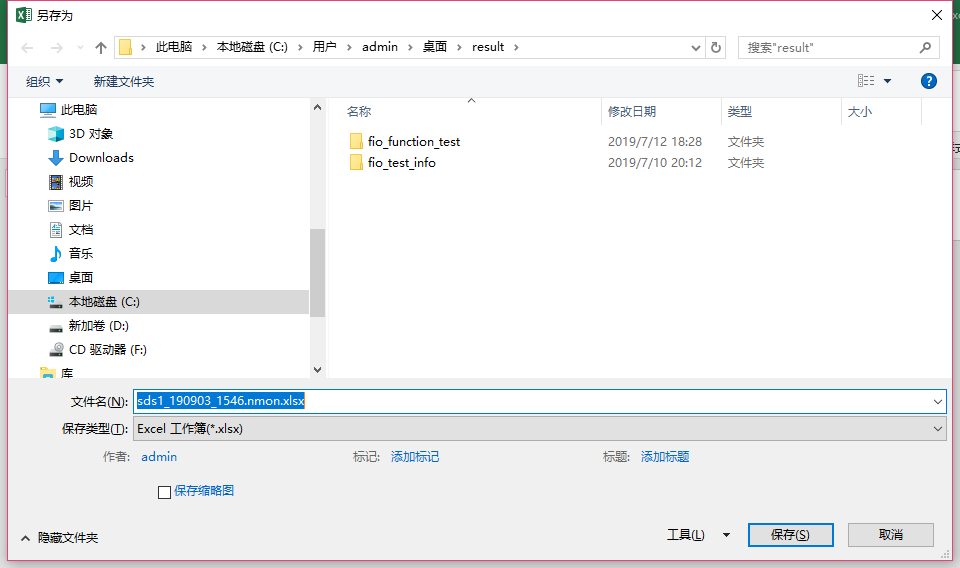 另存为
此电脑 › 本地磁盘 (C:) › 用户 › admin › 桌面 › result ›
搜索"result"
组织 新建文件夹
此电脑
3D 对象
Downloads
视频
图片
文档
音乐
桌面
本地磁盘 (C:)
新加卷 (D:)
CD 驱动器 (F:)
库
名称 修改日期 类型 大小
fio_function_test 2019/7/12 18:28 文件夹
fio_test_info 2019/7/10 20:12 文件夹
文件名(N): sds1_190903_1546.nmon.xlsx
保存类型(T): Excel 工作簿(*.xlsx)
作者: admin 标记: 添加标记 标题: 添加标题
保存缩略图
隐藏文件夹 工具(L) 保存(S) 取消